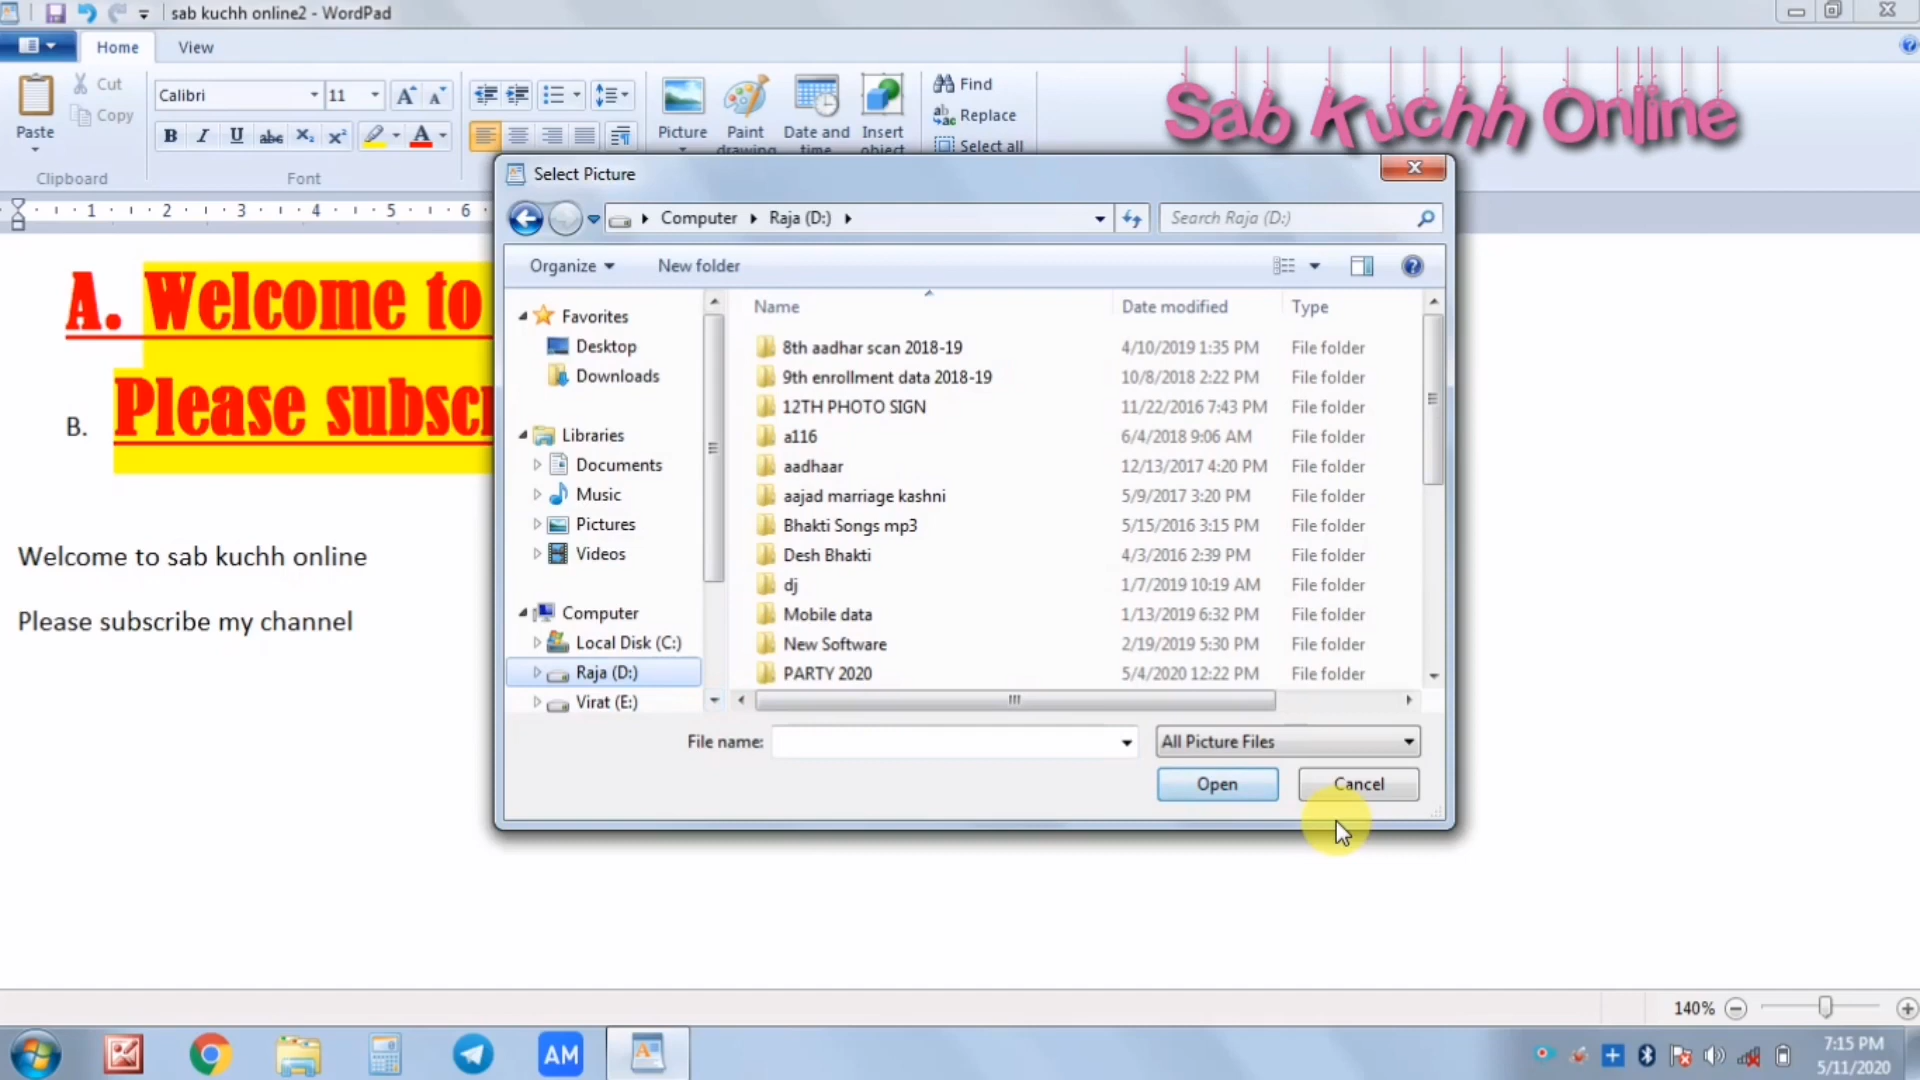 sab kuchh online2 - WordPad
Home View
Sab Kuchh Online
Paste Cut Copy
Calibri 11
Picture Paint drawing Date and time Insert object
Find
Replace
Select all
Clipboard Font
1 2 3 4 5 6
A. Welcome to
B. Please subscr
Welcome to sab kuchh online
Please subscribe my channel
Select Picture
Computer Raja (D:)
Search Raja (D:)
Organize New folder
Favorites
Desktop
Downloads
Libraries
Documents
Music
Pictures
Videos
Computer
Local Disk (C:)
Raja (D:)
Virat (E:)
Name Date modified Type
8th aadhar scan 2018-19 4/10/2019 1:35 PM File folder
9th enrollment data 2018-19 10/8/2018 2:22 PM File folder
12TH PHOTO SIGN 11/22/2016 7:43 PM File folder
a116 6/4/2018 9:06 AM File folder
aadhaar 12/13/2017 4:20 PM File folder
aajad marriage kashni 5/9/2017 3:20 PM File folder
Bhakti Songs mp3 5/15/2016 3:15 PM File folder
Desh Bhakti 4/3/2016 2:39 PM File folder
dj 1/7/2019 10:19 AM File folder
Mobile data 1/13/2019 6:32 PM File folder
New Software 2/19/2019 5:30 PM File folder
PARTY 2020 5/4/2020 12:22 PM File folder
File name: All Picture Files
Open Cancel
140%
AM
7:15 PM
5/11/2020